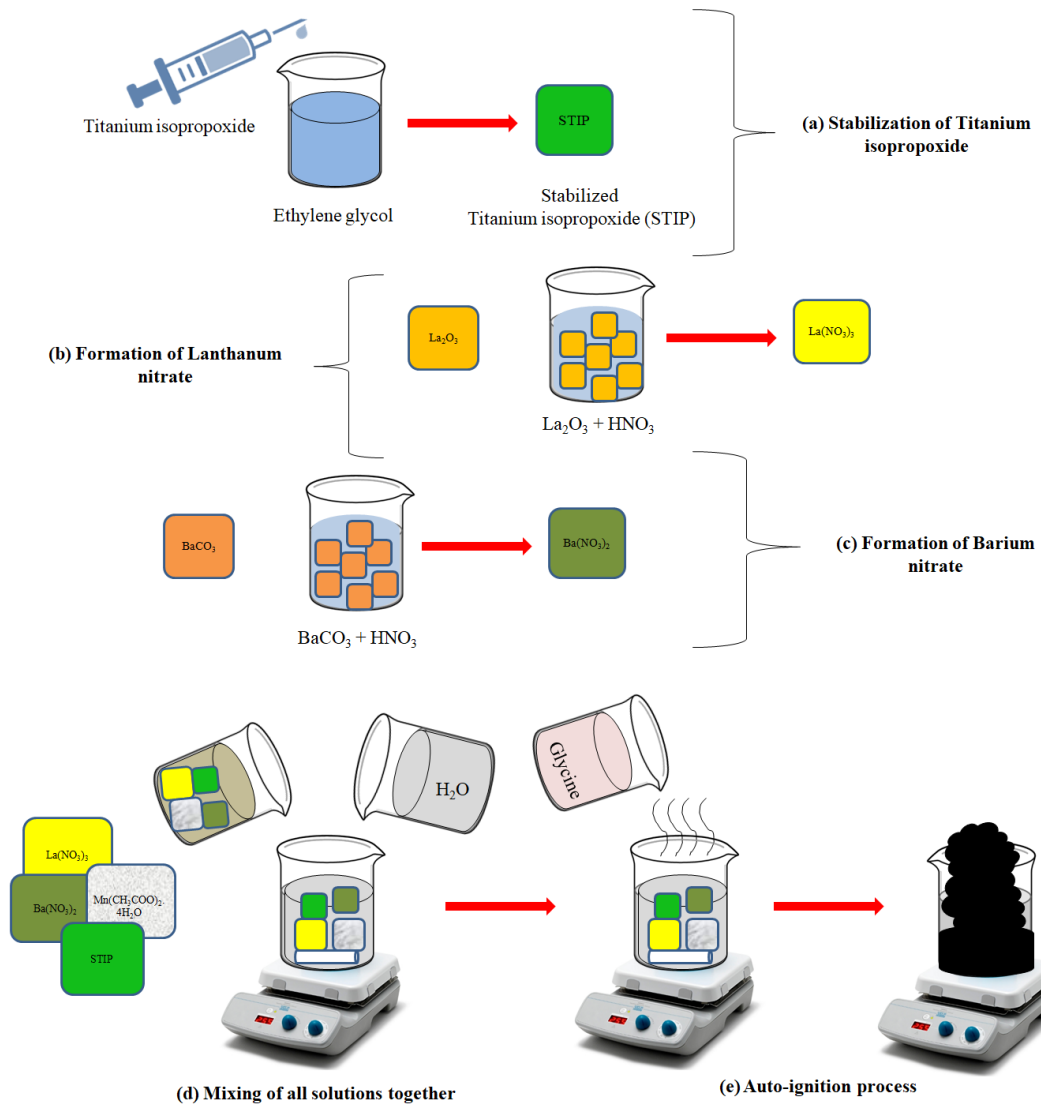 Titanium isopropoxide
Ethylene glycol
STIP
Stabilized
Titanium isopropoxide (STIP)
(a) Stabilization of Titanium
isopropoxide
(b) Formation of Lanthanum
nitrate
La₂O₃
La₂O₃ + HNO₃
La(NO₃)₃
BaCO₃
BaCO₃ + HNO₃
Ba(NO₃)₂
(c) Formation of Barium
nitrate
H₂O
Glycine
La(NO₃)₃
Ba(NO₃)₂
Mn(CH₃COO)₂.
4H₂O
STIP
(d) Mixing of all solutions together
(e) Auto-ignition process